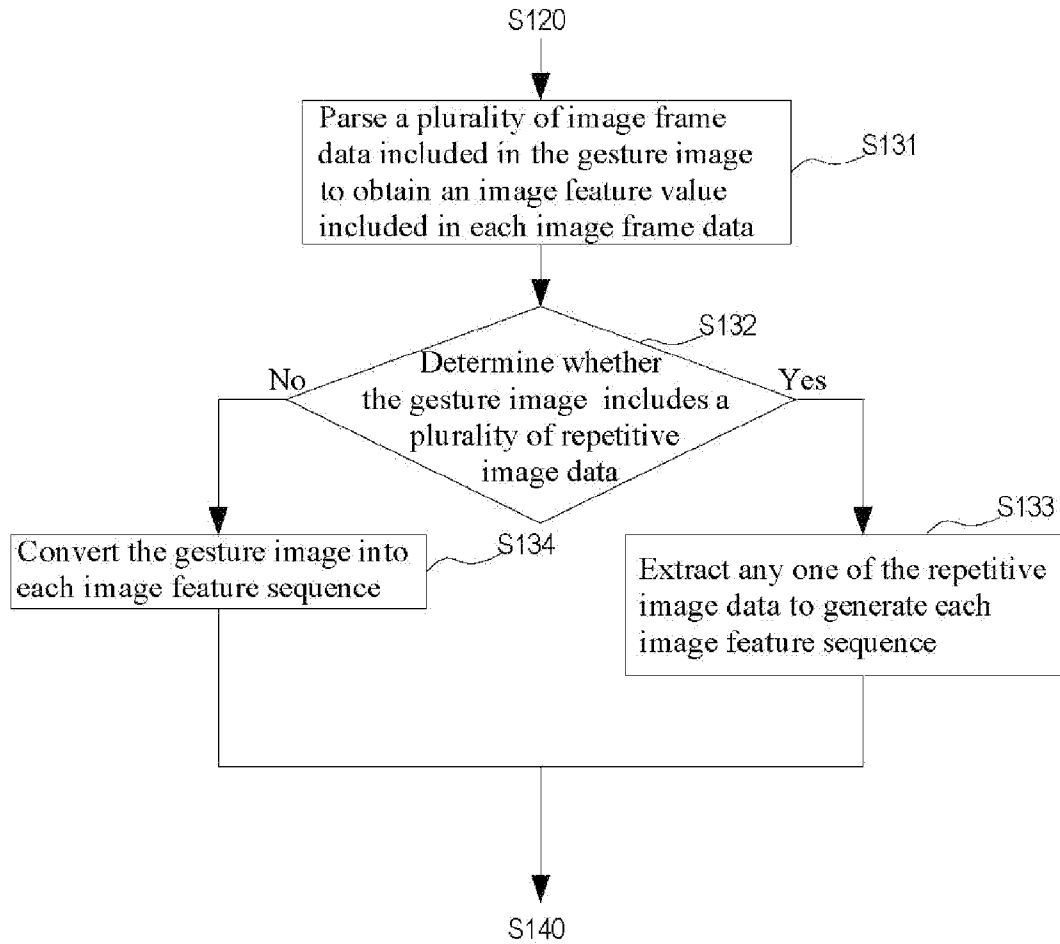 S120
Parse a plurality of image frame
data included in the gesture image
to obtain an image feature value
included in each image frame data
S131
S132
No
Determine whether
the gesture image includes a
plurality of repetitive
image data
Yes
S134
Convert the gesture image into
each image feature sequence
S133
Extract any one of the repetitive
image data to generate each
image feature sequence
S140